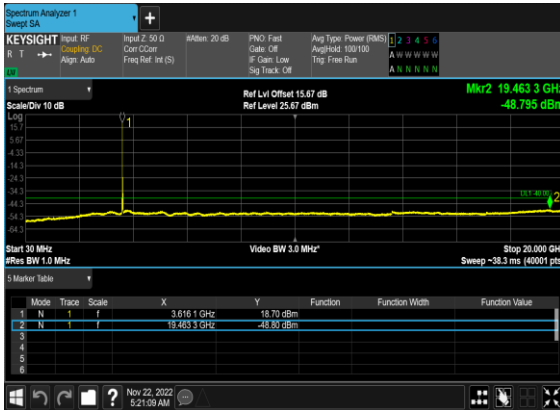 Spectrum Analyzer 1
Swept SA
KEYSIGHT
R T
Input: RF
Coupling: DC
Align: Auto
Input Z: 50 Ω
Corr CCorr
Freq Ref: Int (S)
#Atten: 20 dB
PNO: Fast
Gate: Off
IF Gain: Low
Sig Track: Off
Avg Type: Power (RMS)
Avg|Hold: 100/100
Trig: Free Run
1 2 3 4 5 6
A W W W W W
A N N N N N
1 Spectrum
Scale/Div 10 dB
Ref Lvl Offset 15.67 dB
Ref Level 25.67 dBm
Mkr2 19.463 3 GHz
-48.795 dBm
Log
15.7
5.67
-4.33
-14.3
-24.3
-34.3
-44.3
-54.3
-64.3
1
DL1 -40.00
2
Start 30 MHz
#Res BW 1.0 MHz
Video BW 3.0 MHz*
Stop 20.000 GH
Sweep ~38.3 ms (40001 pts
5 Marker Table
Mode Trace Scale X Y Function Function Width Function Value
1 N 1 f 3.616 1 GHz 18.70 dBm
2 N 1 f 19.463 3 GHz -48.80 dBm
3
4
5
6
?
Nov 22, 2022
5:21:09 AM